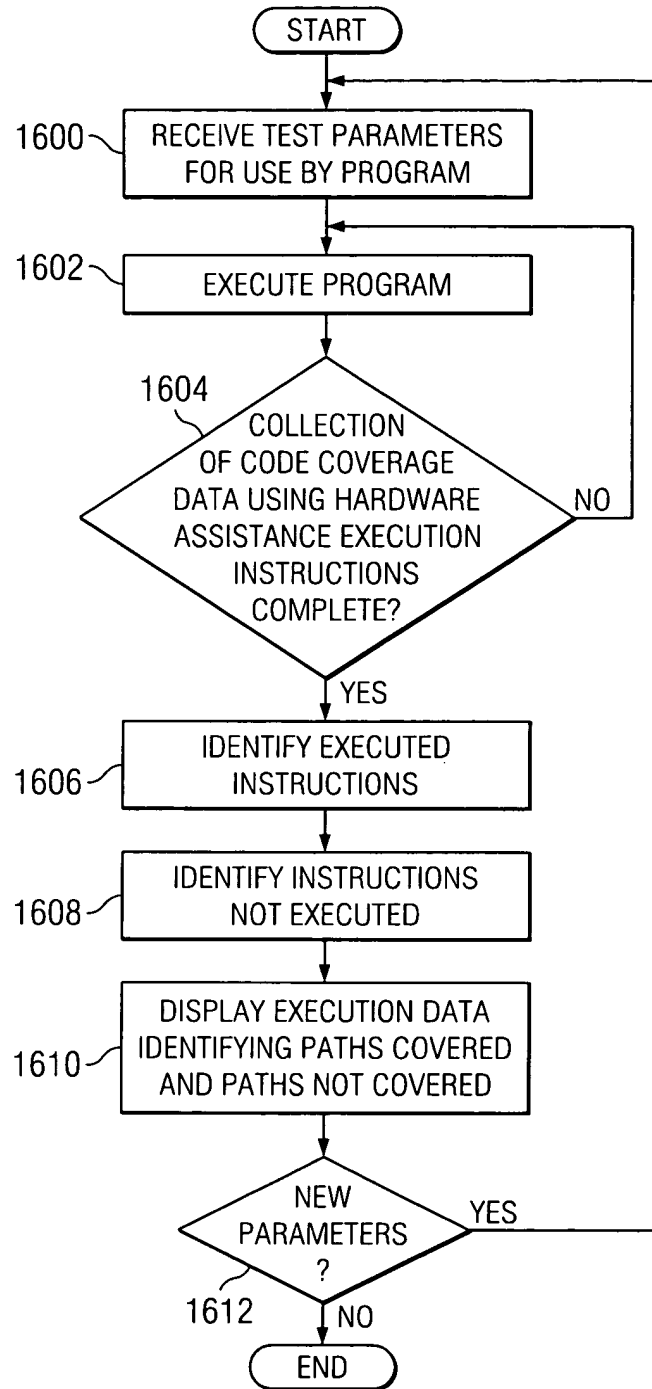 START
1600
RECEIVE TEST PARAMETERS
FOR USE BY PROGRAM
1602
EXECUTE PROGRAM
1604
COLLECTION
OF CODE COVERAGE
DATA USING HARDWARE
ASSISTANCE EXECUTION
INSTRUCTIONS
COMPLETE?
NO
YES
1606
IDENTIFY EXECUTED
INSTRUCTIONS
1608
IDENTIFY INSTRUCTIONS
NOT EXECUTED
1610
DISPLAY EXECUTION DATA
IDENTIFYING PATHS COVERED
AND PATHS NOT COVERED
NEW
PARAMETERS
?
YES
1612
NO
END